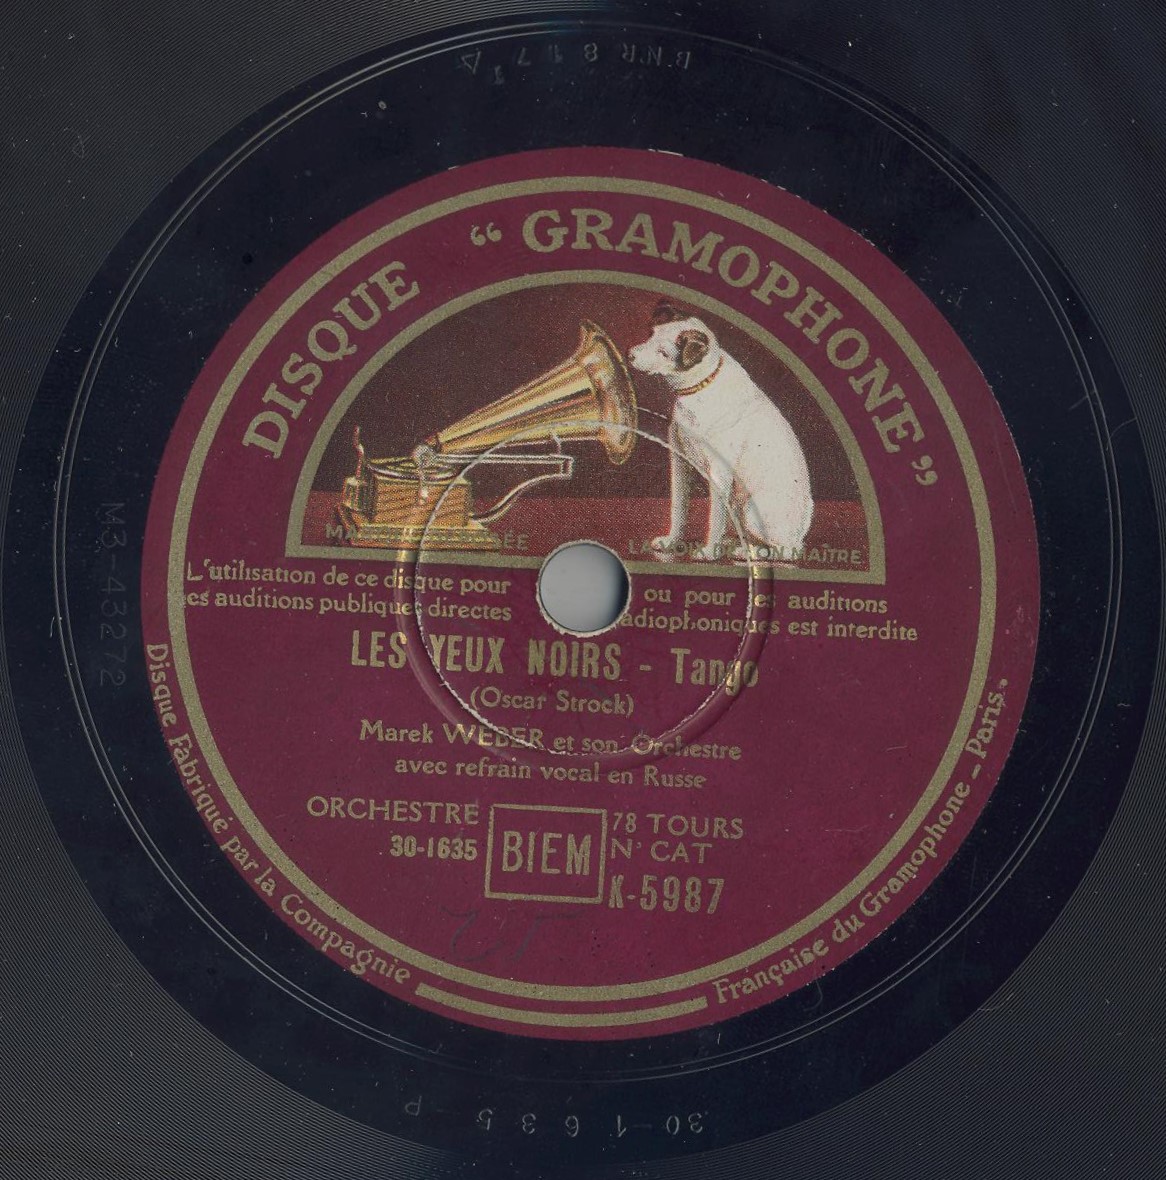 BNR 817
DISQUE “GRAMOPHONE”
LA VOIX DE SON MAÎTRE
L'utilisation de ce disque pour ou pour les auditions
les auditions publiques directes radiophoniques est interdite
LES YEUX NOIRS - Tango
(Oscar Strock)
Marek WEBER et son Orchestre
avec refrain vocal en Russe
ORCHESTRE
30-1635
BIEM
78 TOURS
N° CAT
K-5987
Disque Fabriqué par la Compagnie Française du Gramophone - Paris.
M3-43272
30-1635-P